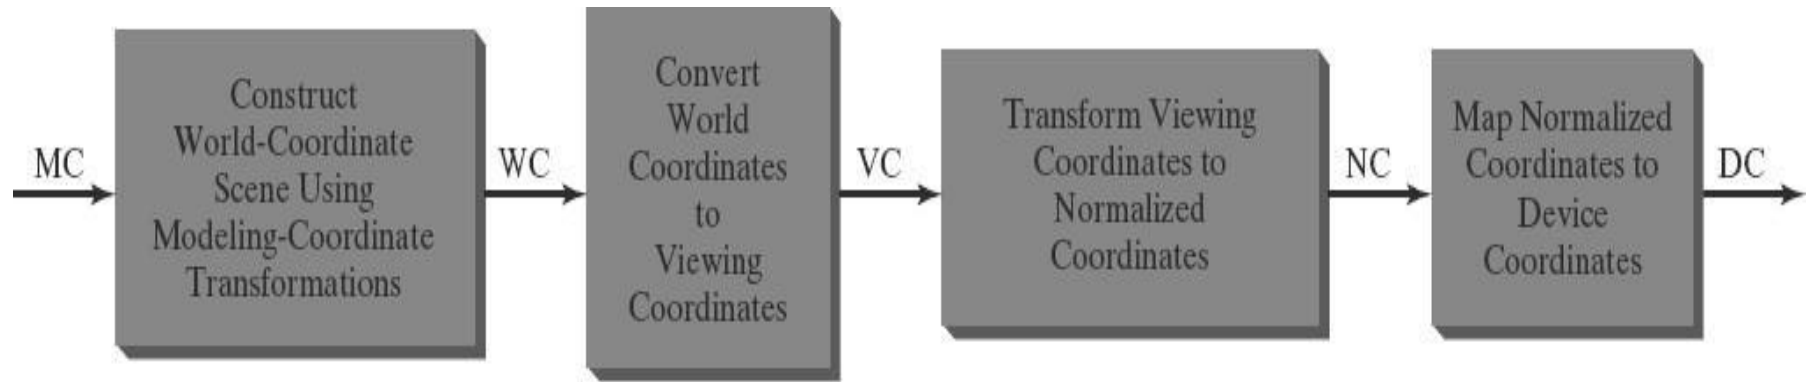 MC
Construct
World-Coordinate
Scene Using
Modeling-Coordinate
Transformations
WC
Convert
World
Coordinates
to
Viewing
Coordinates
VC
Transform Viewing
Coordinates to
Normalized
Coordinates
NC
Map Normalized
Coordinates to
Device
Coordinates
DC